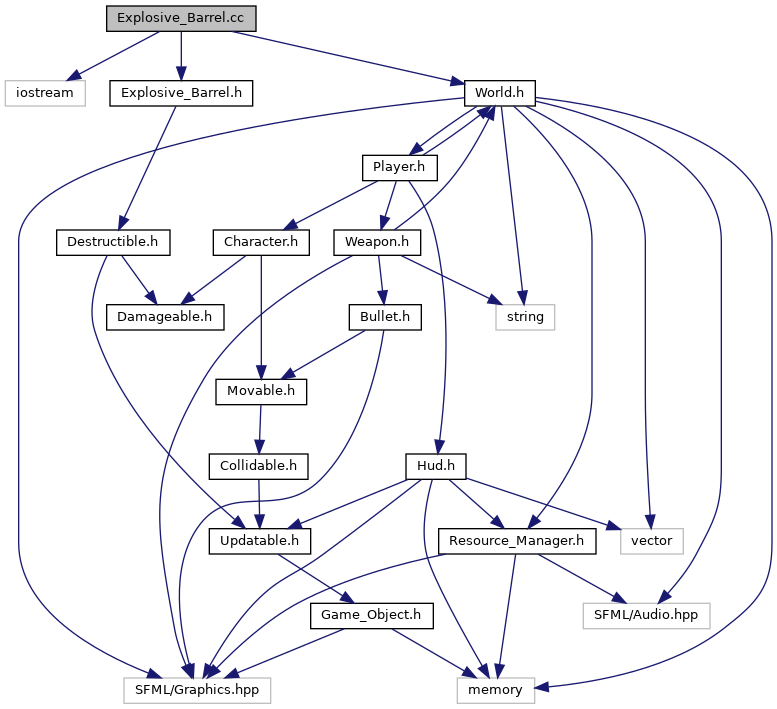 Explosive_Barrel.cc
iostream
Explosive_Barrel.h
World.h
Player.h
Destructible.h
Character.h
Weapon.h
Damageable.h
Bullet.h
string
Movable.h
Collidable.h
Hud.h
Updatable.h
Resource_Manager.h
vector
Game_Object.h
SFML/Audio.hpp
SFML/Graphics.hpp
memory